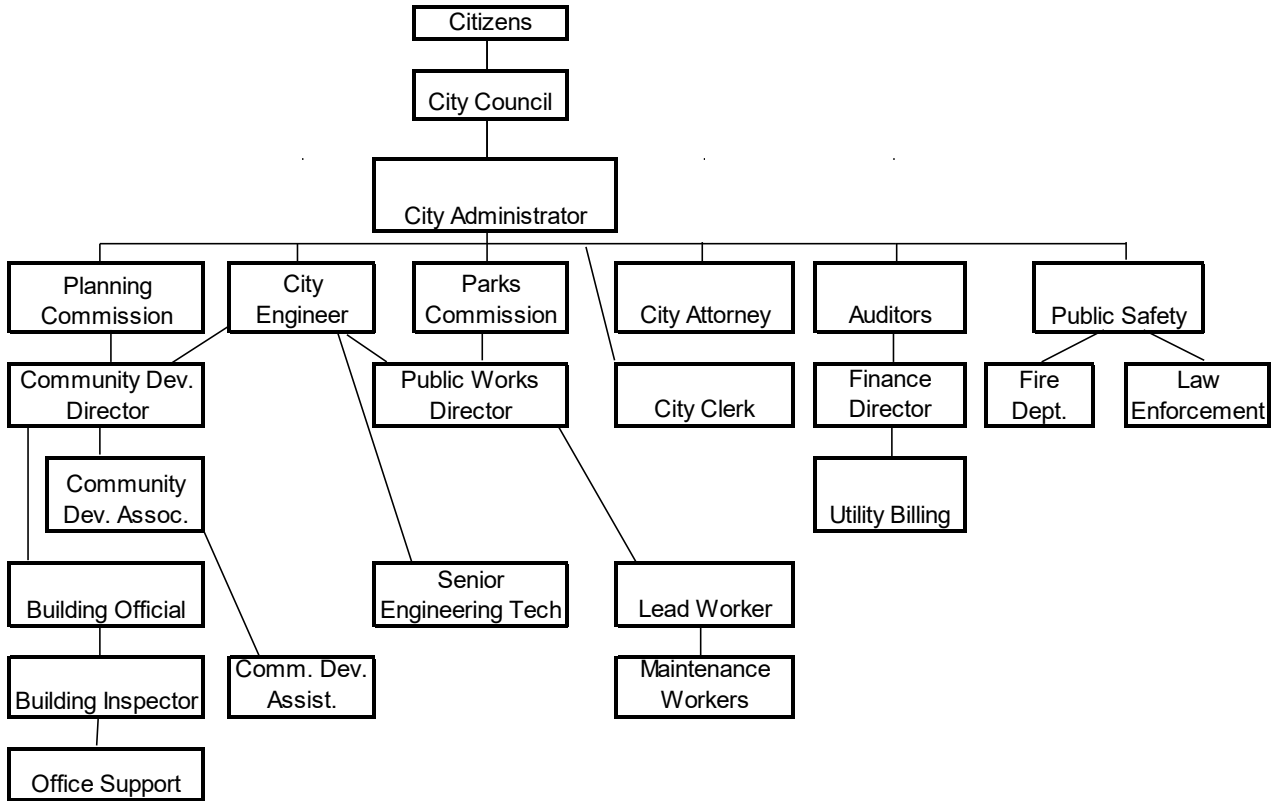 Citizens
City Council
City Administrator
Planning
Commission
City
Engineer
Parks
Commission
City Attorney
Auditors
Public Safety
Community Dev.
Director
Public Works
Director
City Clerk
Finance
Director
Fire
Dept.
Law
Enforcement
Community
Dev. Assoc.
Utility Billing
Building Official
Senior
Engineering Tech
Lead Worker
Building Inspector
Comm. Dev.
Assist.
Maintenance
Workers
Office Support